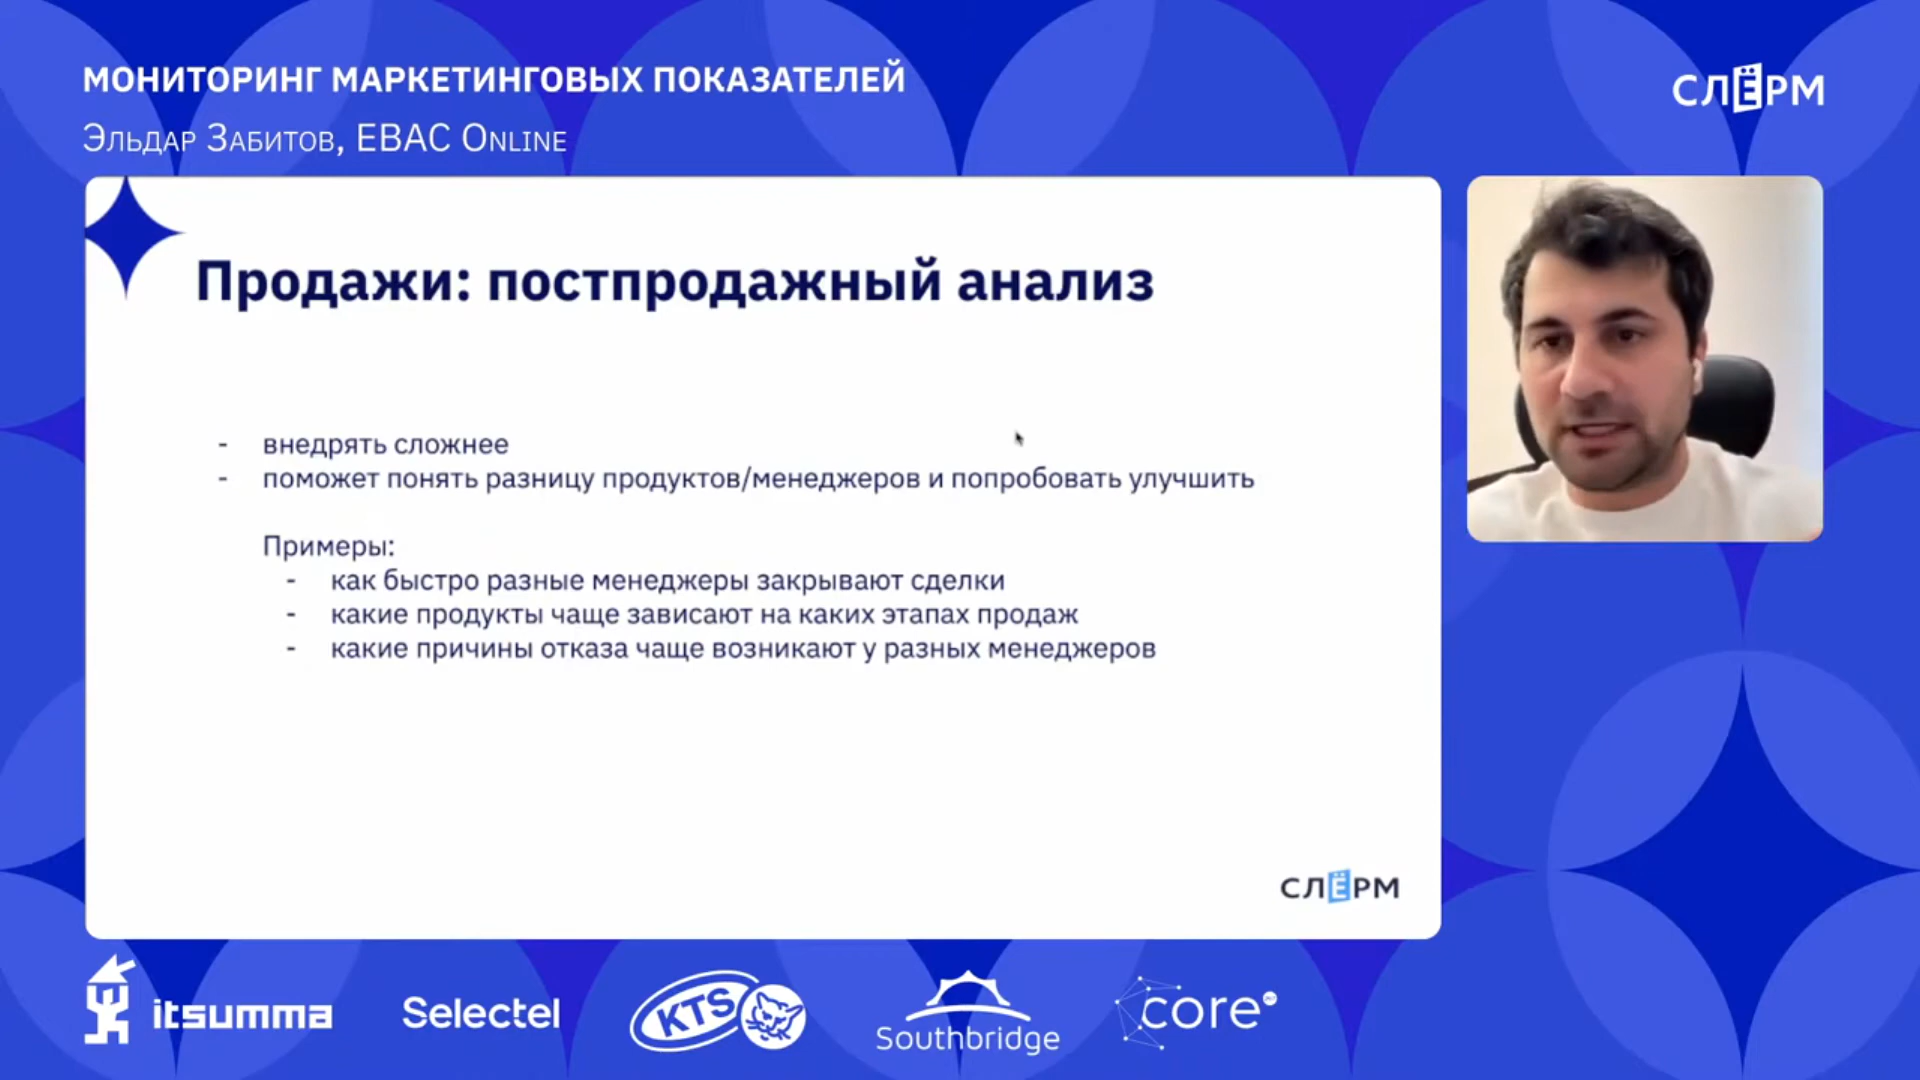 МОНИТОРИНГ МАРКЕТИНГОВЫХ ПОКАЗАТЕЛЕЙ
Эльдар Забитов, EBAC Online
СЛЁРМ
Продажи: постпродажный анализ
- внедрять сложнее
- поможет понять разницу продуктов/менеджеров и попробовать улучшить
Примеры:
- как быстро разные менеджеры закрывают сделки
- какие продукты чаще зависают на каких этапах продаж
- какие причины отказа чаще возникают у разных менеджеров
СЛЁРМ
itsumma
Selectel
KTS
Southbridge
core